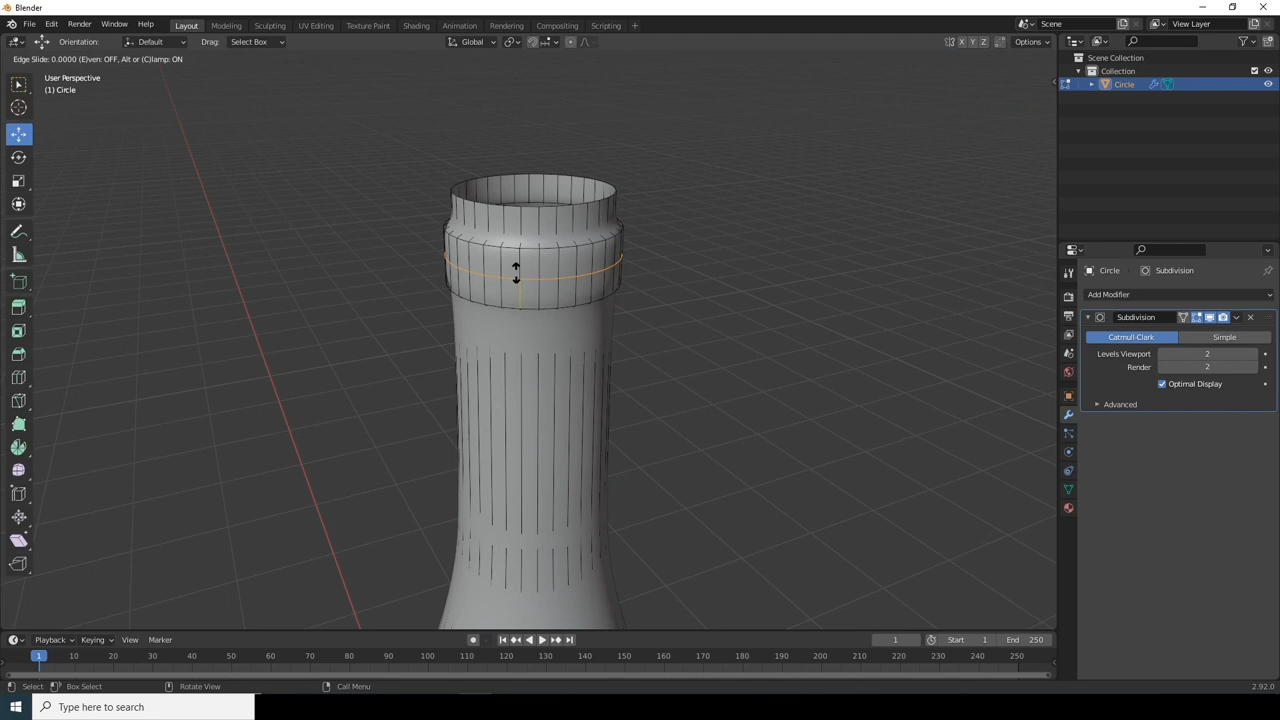 Blender
File Edit Render Window Help Layout Modeling Sculpting UV Editing Texture Paint Shading Animation Rendering Compositing Scripting + Scene View Layer
Orientation: Default Drag: Select Box Global X Y Z Options
Edge Slide: 0.0000 (E)ven: OFF, Alt or (C)lamp: ON
User Perspective
(1) Circle
Scene Collection
Collection
Circle
Circle Subdivision
Add Modifier
Subdivision
Catmull-Clark Simple
Levels Viewport 2
Render 2
Optimal Display
Advanced
Playback Keying View Marker 1 Start 1 End 250
1 10 20 30 40 50 60 70 80 90 100 110 120 130 140 150 160 170 180 190 200 210 220 230 240 250
Select Box Select Rotate View Call Menu 2.92.0
Type here to search